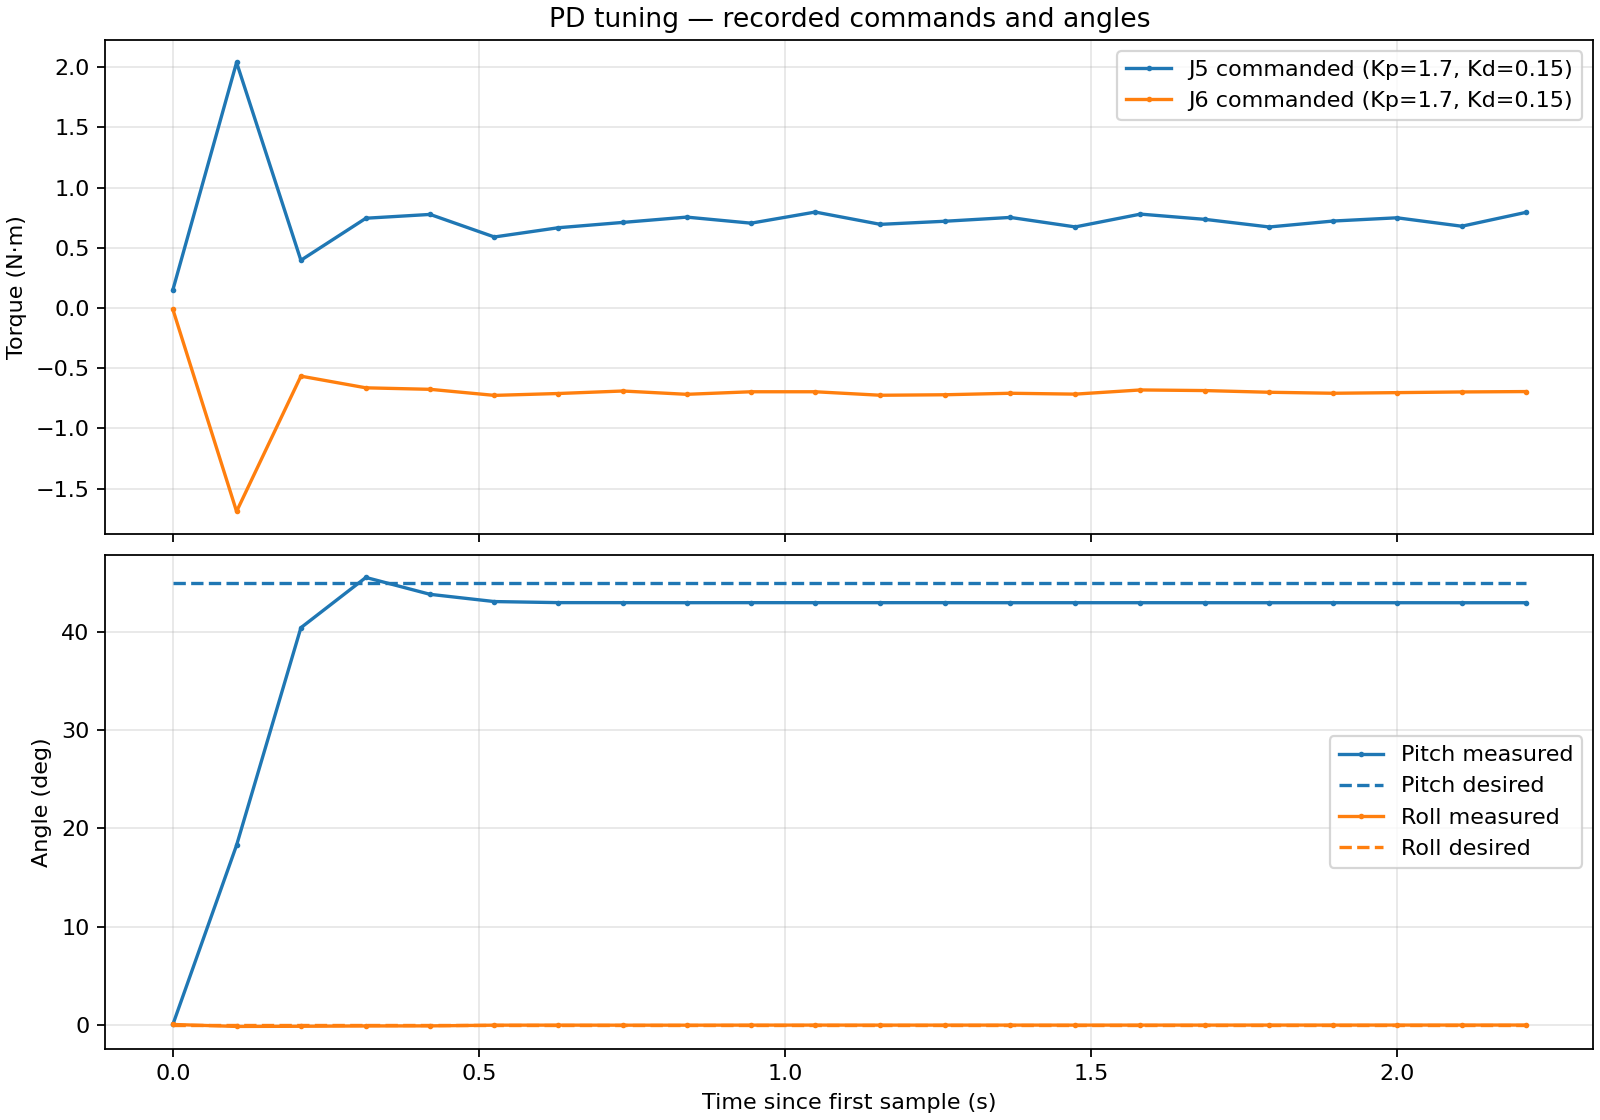 PD tuning — recorded commands and angles
J5 commanded (Kp=1.7, Kd=0.15)
J6 commanded (Kp=1.7, Kd=0.15)
Torque (N·m)
2.0
1.5
1.0
0.5
0.0
−0.5
−1.0
−1.5
Pitch measured
Pitch desired
Roll measured
Roll desired
Angle (deg)
40
30
20
10
0
0.0 0.5 1.0 1.5 2.0
Time since first sample (s)